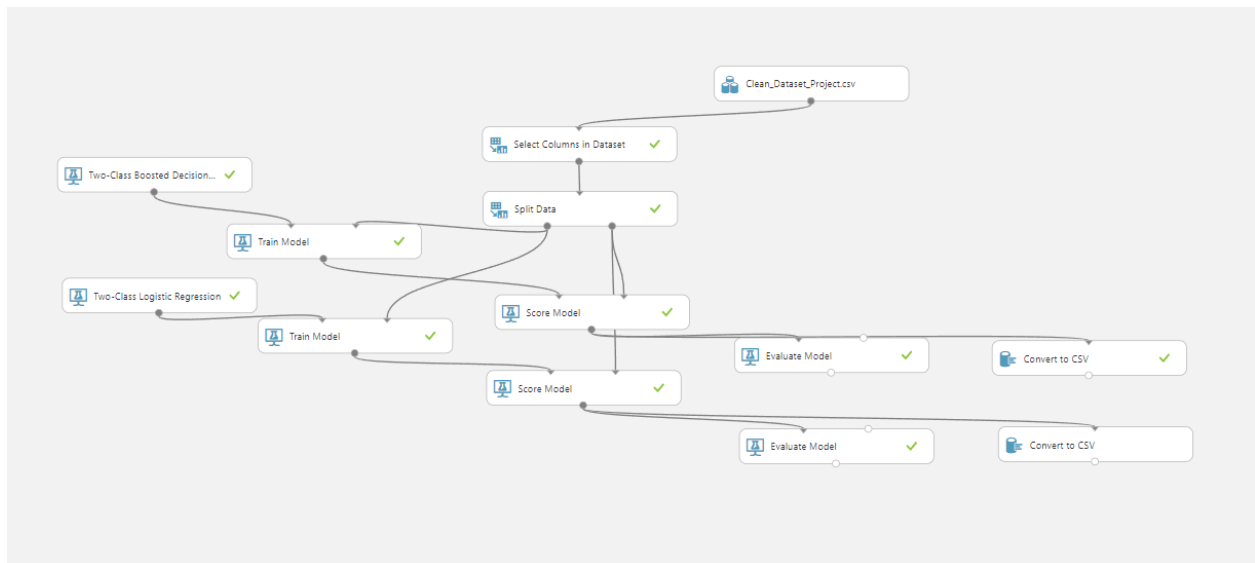 Clean_Dataset_Project.csv
Select Columns in Dataset
Two-Class Boosted Decision...
Split Data
Train Model
Two-Class Logistic Regression
Score Model
Train Model
Evaluate Model
Convert to CSV
Score Model
Evaluate Model
Convert to CSV